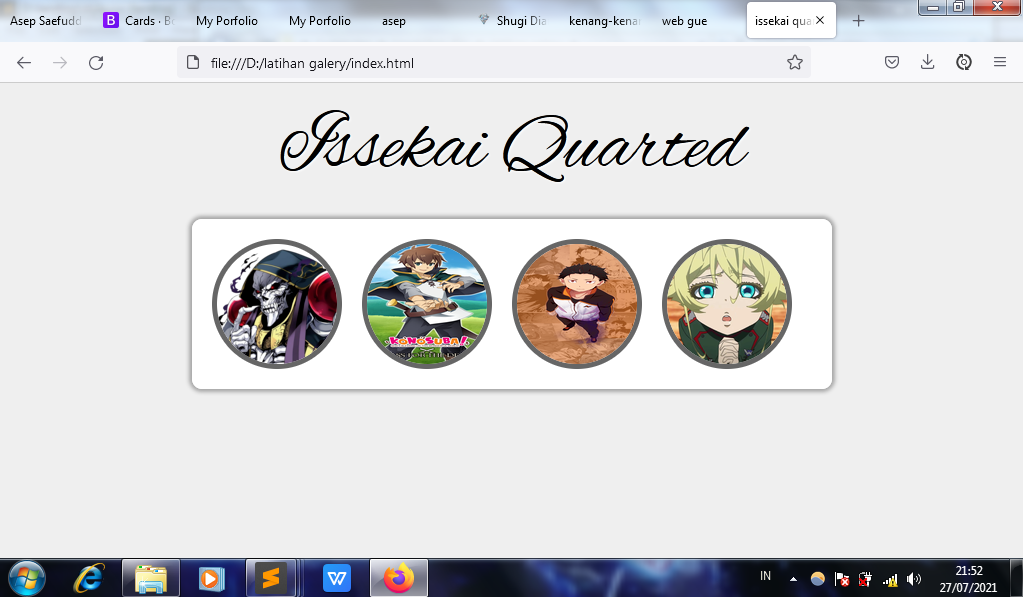 Asep Saefudd
B Cards · Bo
My Porfolio
My Porfolio
asep
Shugi Dia
kenang-kenar
web gue
issekai qua
file:///D:/latihan galery/index.html
Issekai Quarted
KONOSUBA!
IN
21:52
27/07/2021